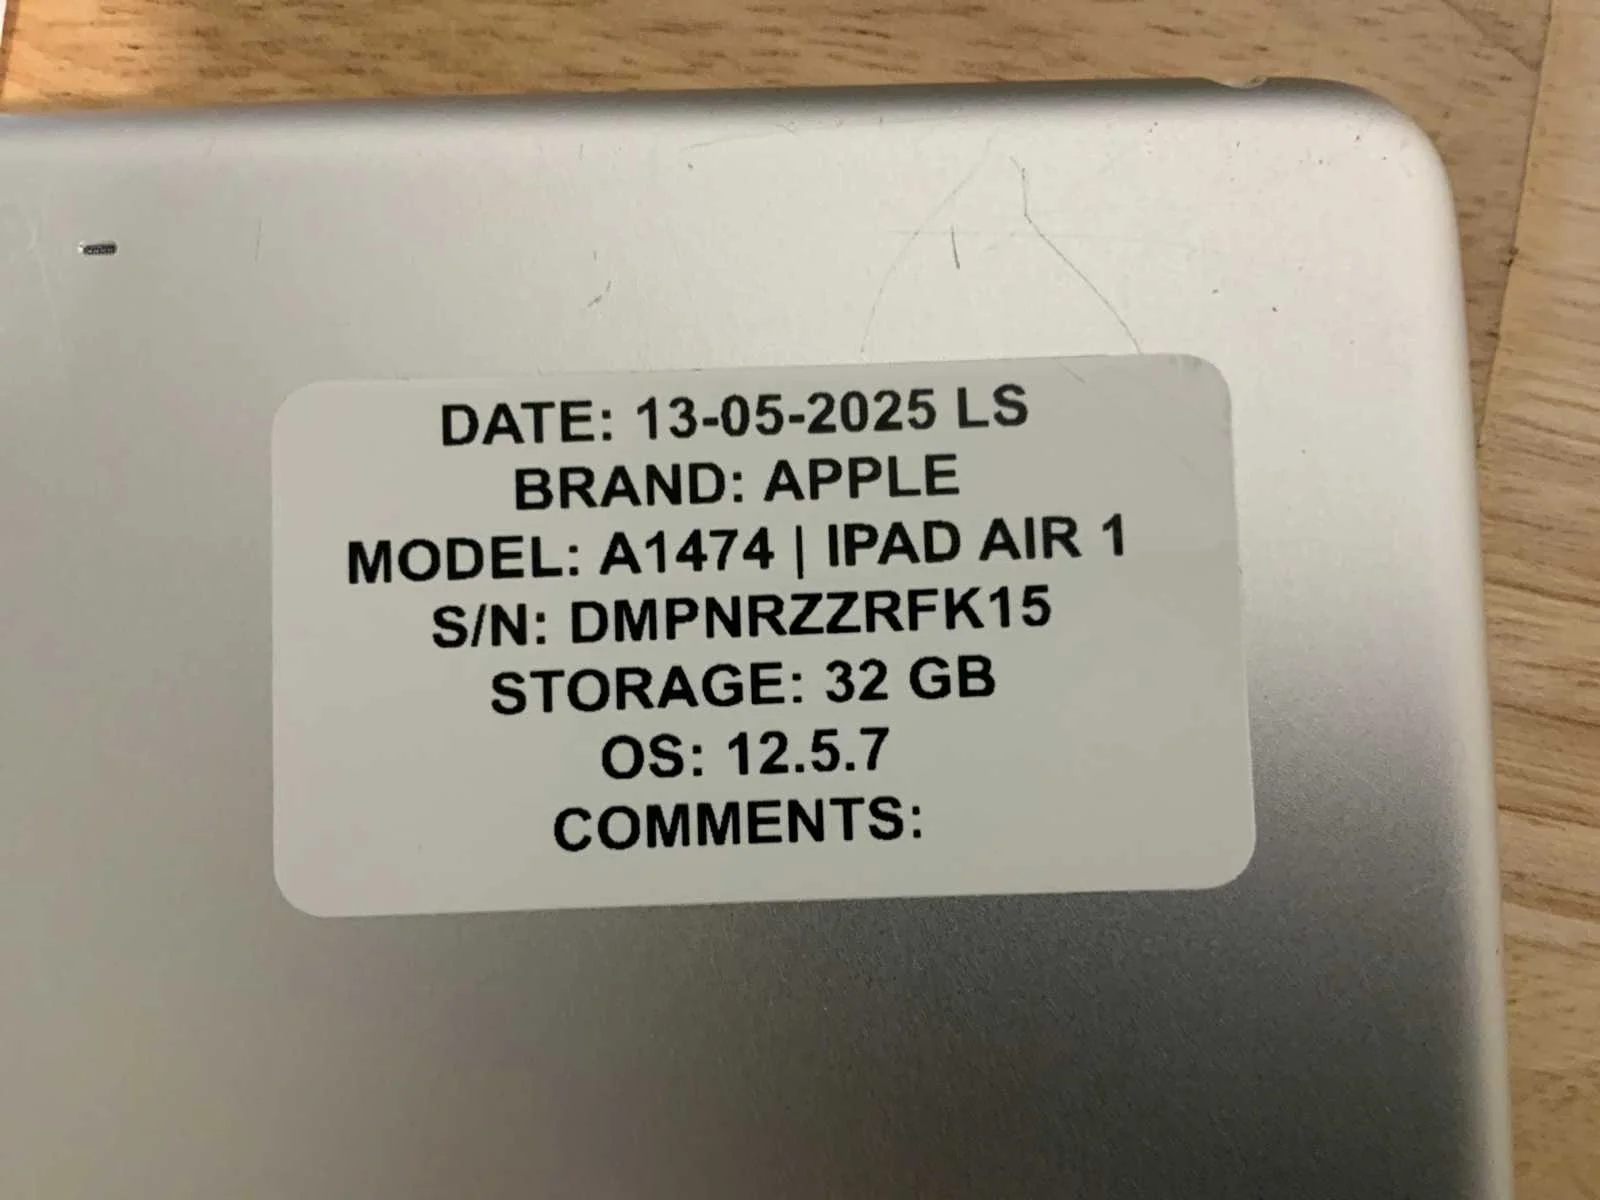 DATE: 13-05-2025 LS
BRAND: APPLE
MODEL: A1474 | IPAD AIR 1
S/N: DMPNRZZRFK15
STORAGE: 32 GB
OS: 12.5.7
COMMENTS: